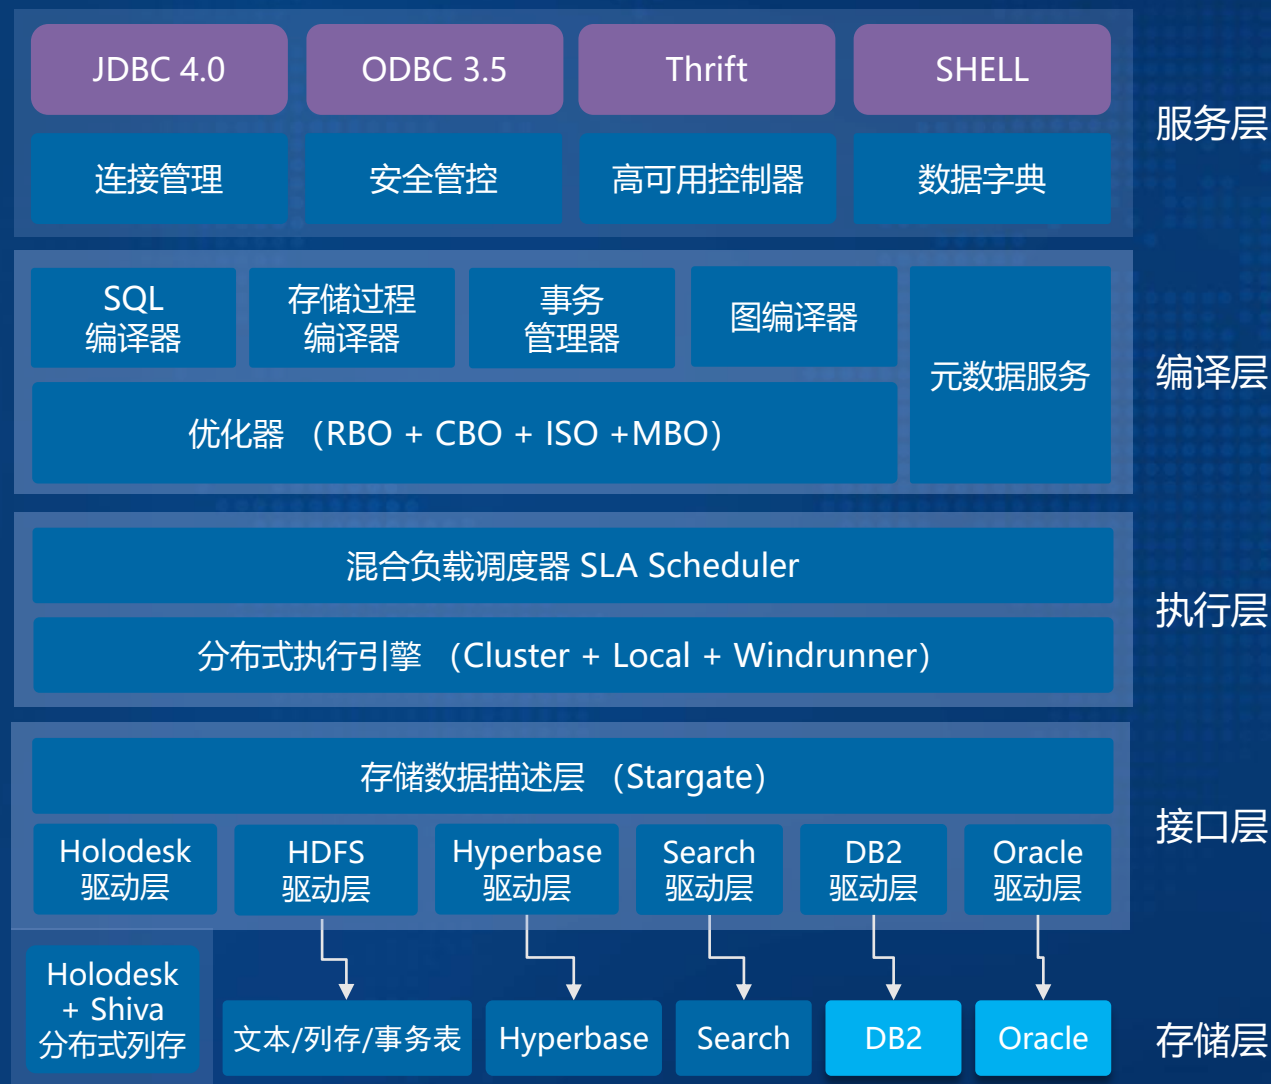 JDBC 4.0
ODBC 3.5
Thrift
SHELL
服务层
连接管理
安全管控
高可用控制器
数据字典
SQL
编译器
存储过程
编译器
事务
管理器
图编译器
元数据服务
编译层
优化器 （RBO + CBO + ISO +MBO）
混合负载调度器 SLA Scheduler
执行层
分布式执行引擎 （Cluster + Local + Windrunner）
存储数据描述层 （Stargate）
接口层
Holodesk
驱动层
HDFS
驱动层
Hyperbase
驱动层
Search
驱动层
DB2
驱动层
Oracle
驱动层
Holodesk
+ Shiva
分布式列存
文本/列存/事务表
Hyperbase
Search
DB2
Oracle
存储层